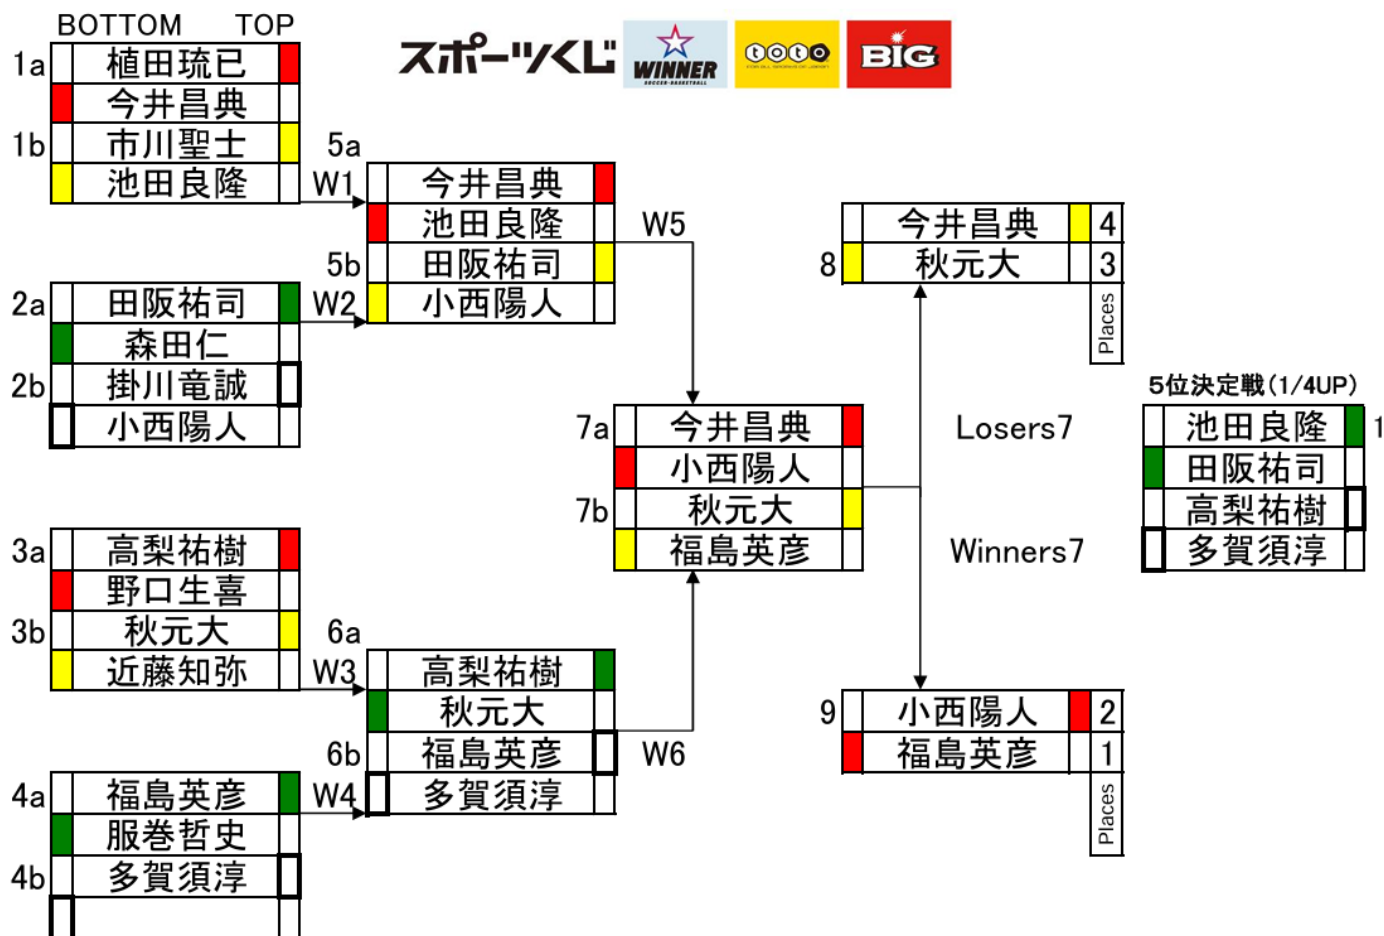 BOTTOM TOP
スポーツくじ WINNER SOCCER・BASKETBALL toto BIG
1a 植田琉已
今井昌典
1b 市川聖士
池田良隆
W1
2a 田阪祐司
森田仁
2b 掛川竜誠
小西陽人
W2
3a 高梨祐樹
野口生喜
3b 秋元大
近藤知弥
W3
4a 福島英彦
服巻哲史
4b 多賀須淳
W4
5a 今井昌典
池田良隆
5b 田阪祐司
小西陽人
W5
6a 高梨祐樹
秋元大
6b 福島英彦
多賀須淳
W6
7a 今井昌典
小西陽人
7b 秋元大
福島英彦
Losers7
Winners7
今井昌典 4
8 秋元大 3
Places
9 小西陽人 2
福島英彦 1
Places
5位決定戦(1/4UP)
池田良隆 1
田阪祐司
高梨祐樹
多賀須淳